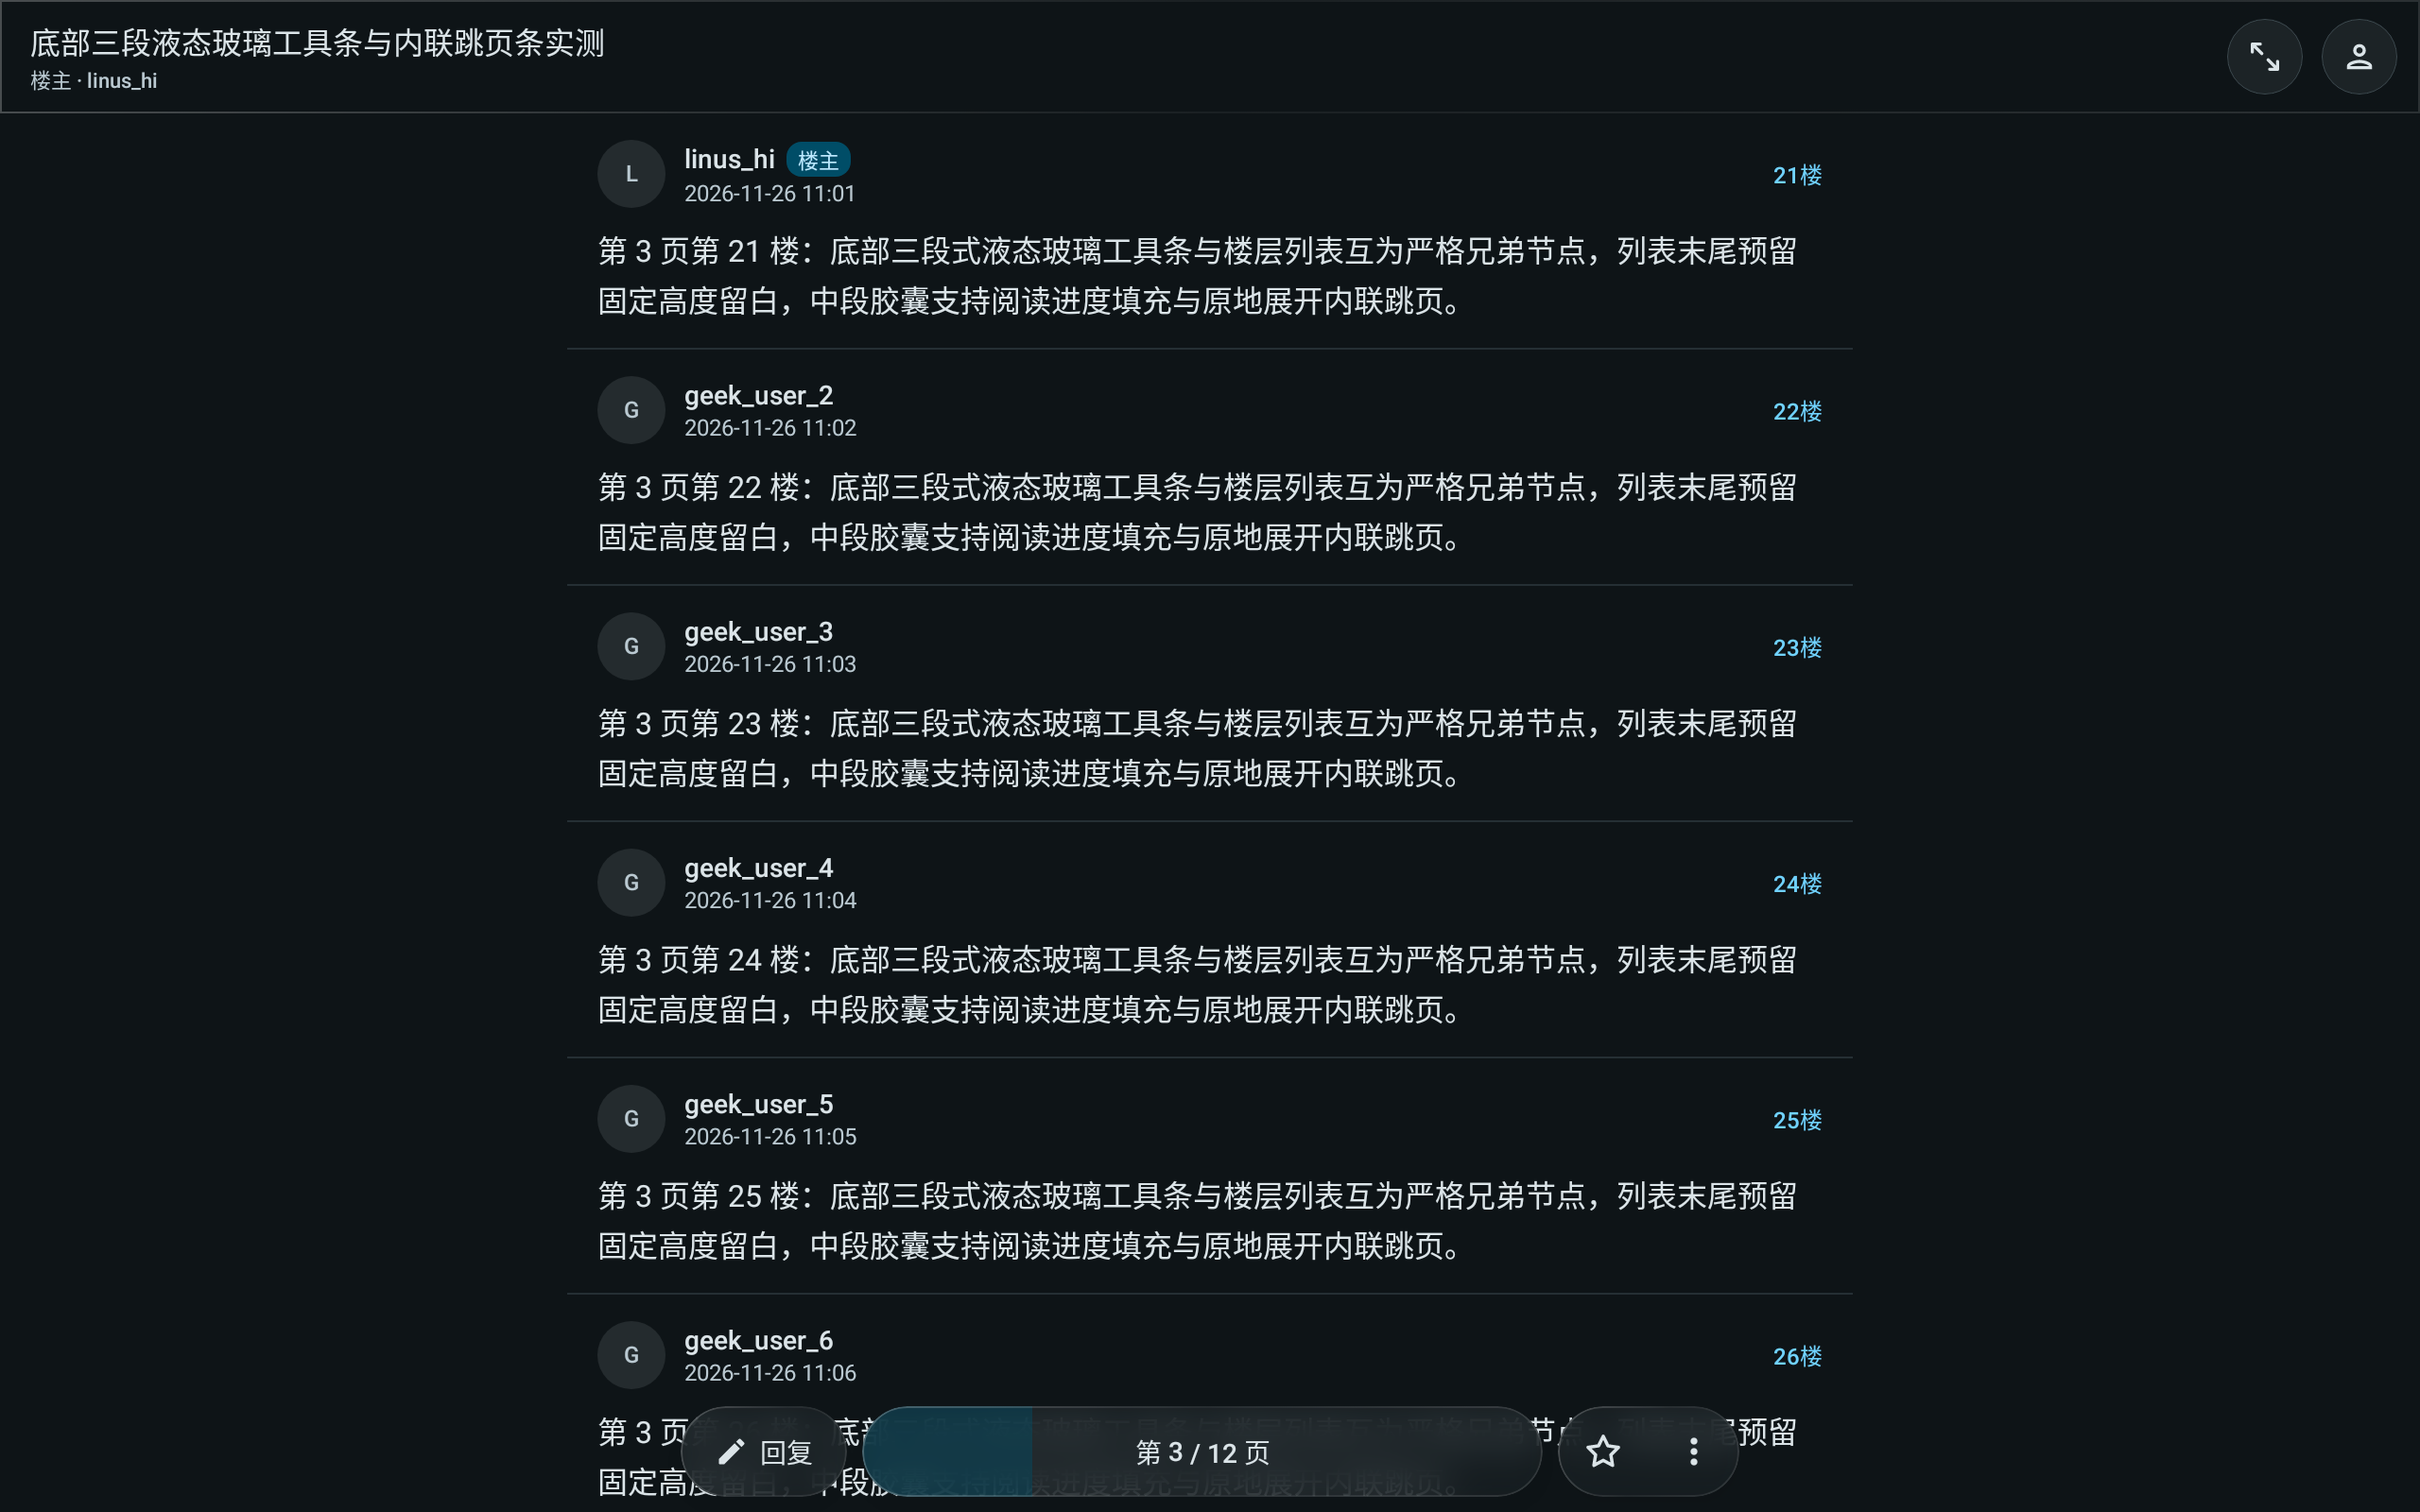 底部三段液态玻璃工具条与内联跳页条实测
楼主 · linus_hi
L
linus_hi 楼主
21楼
2026-11-26 11:01
第 3 页第 21 楼：底部三段式液态玻璃工具条与楼层列表互为严格兄弟节点，列表末尾预留
固定高度留白，中段胶囊支持阅读进度填充与原地展开内联跳页。
G
geek_user_2
22楼
2026-11-26 11:02
第 3 页第 22 楼：底部三段式液态玻璃工具条与楼层列表互为严格兄弟节点，列表末尾预留
固定高度留白，中段胶囊支持阅读进度填充与原地展开内联跳页。
G
geek_user_3
23楼
2026-11-26 11:03
第 3 页第 23 楼：底部三段式液态玻璃工具条与楼层列表互为严格兄弟节点，列表末尾预留
固定高度留白，中段胶囊支持阅读进度填充与原地展开内联跳页。
G
geek_user_4
24楼
2026-11-26 11:04
第 3 页第 24 楼：底部三段式液态玻璃工具条与楼层列表互为严格兄弟节点，列表末尾预留
固定高度留白，中段胶囊支持阅读进度填充与原地展开内联跳页。
G
geek_user_5
25楼
2026-11-26 11:05
第 3 页第 25 楼：底部三段式液态玻璃工具条与楼层列表互为严格兄弟节点，列表末尾预留
固定高度留白，中段胶囊支持阅读进度填充与原地展开内联跳页。
G
geek_user_6
26楼
2026-11-26 11:06
第 3 页 底 预留
固定高 中段
回复
第 3 / 12 页